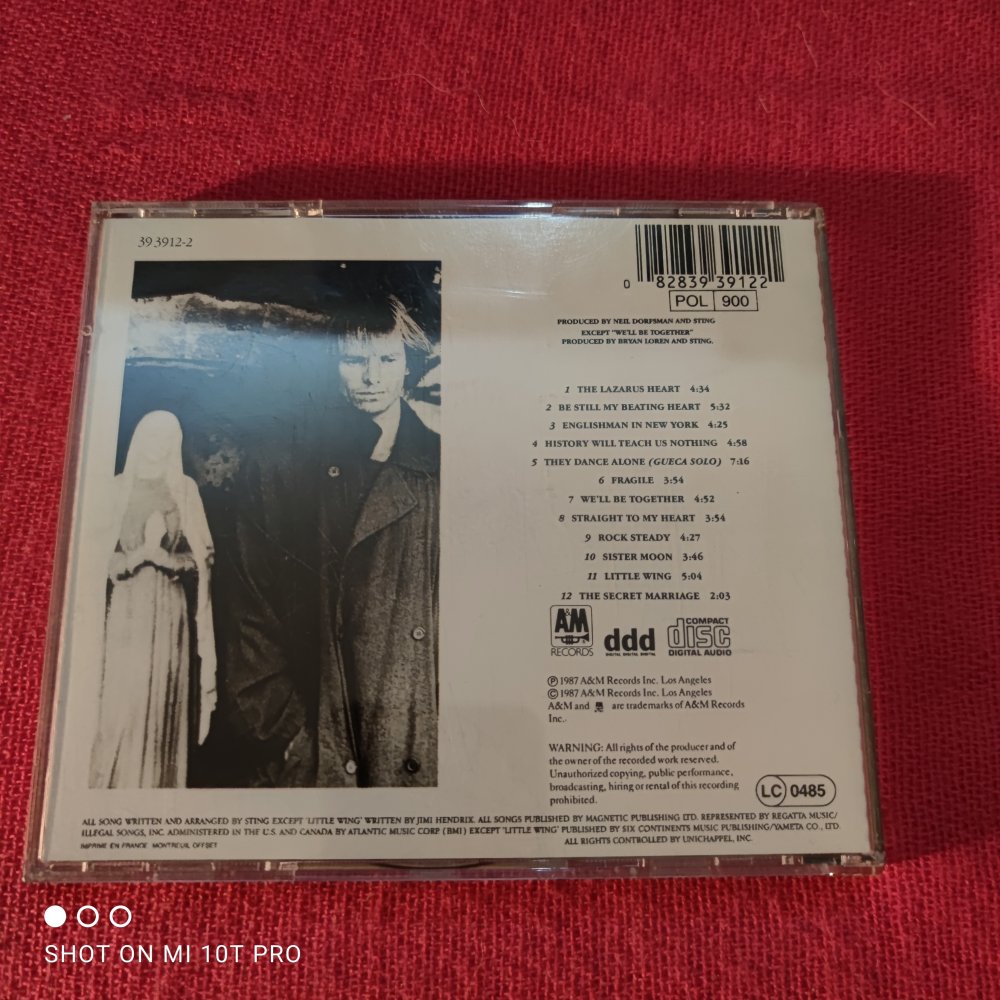 39 3912-2
0 82839 39122
POL 900
PRODUCED BY NEIL DORFSMAN AND STING
EXCEPT "WE'LL BE TOGETHER"
PRODUCED BY BRYAN LOREN AND STING.
1 THE LAZARUS HEART 4:34
2 BE STILL MY BEATING HEART 5:32
3 ENGLISHMAN IN NEW YORK 4:25
4 HISTORY WILL TEACH US NOTHING 4:58
5 THEY DANCE ALONE (GUECA SOLO) 7:16
6 FRAGILE 3:54
7 WE'LL BE TOGETHER 4:52
8 STRAIGHT TO MY HEART 3:54
9 ROCK STEADY 4:27
10 SISTER MOON 3:46
11 LITTLE WING 5:04
12 THE SECRET MARRIAGE 2:03
A&M
RECORDS
ddd
DIGITAL DIGITAL DIGITAL
COMPACT
disc
DIGITAL AUDIO
Ⓟ 1987 A&M Records Inc. Los Angeles
© 1987 A&M Records Inc. Los Angeles
A&M and are trademarks of A&M Records
Inc..
WARNING: All rights of the producer and of
the owner of the recorded work reserved.
Unauthorized copying, public performance,
broadcasting, hiring or rental of this recording
prohibited.
LC 0485
ALL SONG WRITTEN AND ARRANGED BY STING EXCEPT 'LITTLE WING' WRITTEN BY JIMI HENDRIX. ALL SONGS PUBLISHED BY MAGNETIC PUBLISHING LTD. REPRESENTED BY REGATTA MUSIC/
ILLEGAL SONGS, INC. ADMINISTERED IN THE U.S. AND CANADA BY ATLANTIC MUSIC CORP (BMI) EXCEPT 'LITTLE WING' PUBLISHED BY SIX CONTINENTS MUSIC PUBLISHING/YAMETA CO., LTD.
ALL RIGHTS CONTROLLED BY UNICHAPPEL, INC.
IMPRIME EN FRANCE MONTREUIL OFFSET
SHOT ON MI 10T PRO